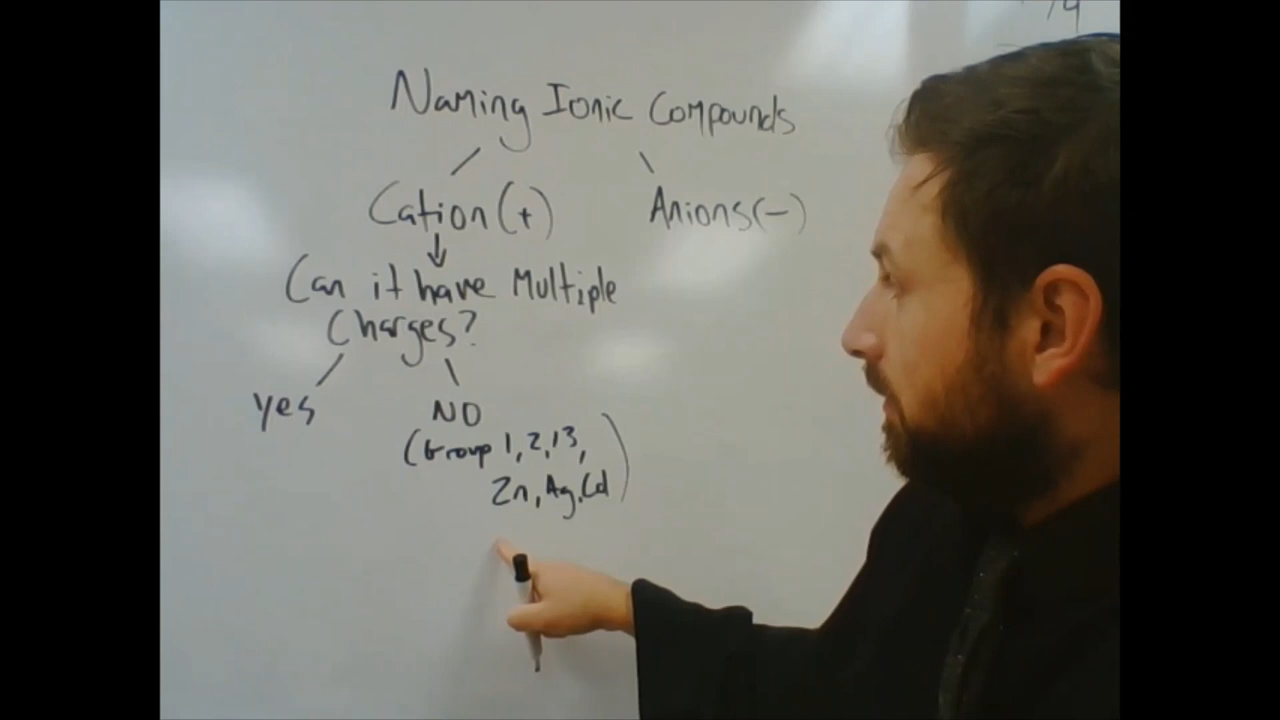 Naming Ionic Compounds
Cation (+) Anions (-)
↓
Can it have Multiple
Charges?
yes NO
(Group 1, 2, 13,
Zn, Ag, Cd)